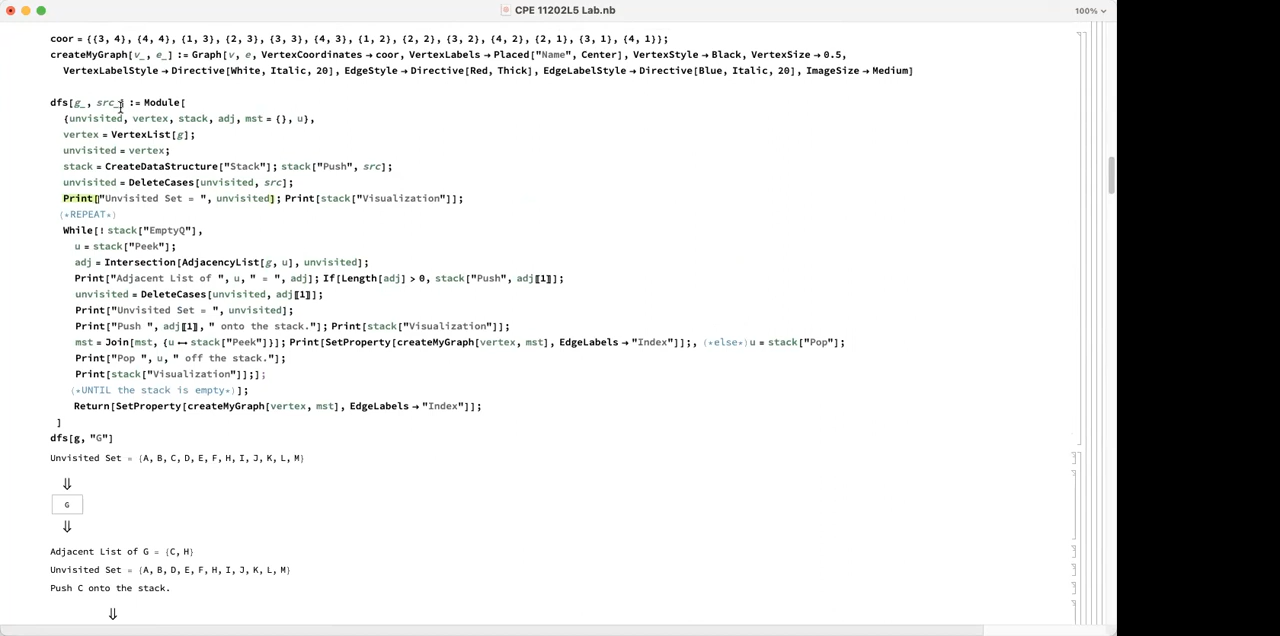 CPE 11202L5 Lab.nb
100%
coor = {{3, 4}, {4, 4}, {1, 3}, {2, 3}, {3, 3}, {4, 3}, {1, 2}, {2, 2}, {3, 2}, {4, 2}, {2, 1}, {3, 1}, {4, 1}};
createMyGraph[v_, e_] := Graph[v, e, VertexCoordinates → coor, VertexLabels → Placed["Name", Center], VertexStyle → Black, VertexSize → 0.5,
VertexLabelStyle → Directive[White, Italic, 20], EdgeStyle → Directive[Red, Thick], EdgeLabelStyle → Directive[Blue, Italic, 20], ImageSize → Medium]
dfs[g_, src_] := Module[
{unvisited, vertex, stack, adj, mst = {}, u},
vertex = VertexList[g];
unvisited = vertex;
stack = CreateDataStructure["Stack"]; stack["Push", src];
unvisited = DeleteCases[unvisited, src];
Print["Unvisited Set = ", unvisited]; Print[stack["Visualization"]];
(*REPEAT*)
While[! stack["EmptyQ"],
u = stack["Peek"];
adj = Intersection[AdjacencyList[g, u], unvisited];
Print["Adjacent List of ", u, " = ", adj]; If[Length[adj] > 0, stack["Push", adj〚1〛];
unvisited = DeleteCases[unvisited, adj〚1〛];
Print["Unvisited Set = ", unvisited];
Print["Push ", adj〚1〛, " onto the stack."]; Print[stack["Visualization"]];
mst = Join[mst, {u ↔ stack["Peek"]}]; Print[SetProperty[createMyGraph[vertex, mst], EdgeLabels → "Index"]];, (*else*)u = stack["Pop"];
Print["Pop ", u, " off the stack."];
Print[stack["Visualization"]];];
(*UNTIL the stack is empty*)];
Return[SetProperty[createMyGraph[vertex, mst], EdgeLabels → "Index"]];
]
dfs[g, "G"]
Unvisited Set = {A, B, C, D, E, F, H, I, J, K, L, M}
⇓
G
⇓
Adjacent List of G = {C, H}
Unvisited Set = {A, B, D, E, F, H, I, J, K, L, M}
Push C onto the stack.
⇓